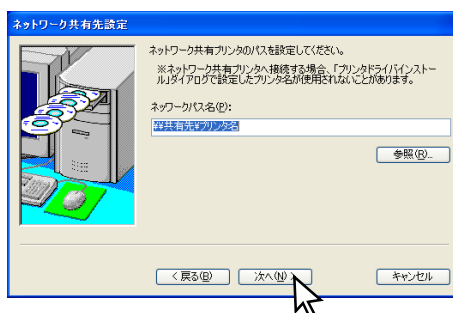 ネットワーク共有先設定
ネットワーク共有プリンタのパスを設定してください。
※ネットワーク共有プリンタへ接続する場合、「プリンタドライバインストー
ル」ダイアログで設定したプリンタ名が使用されないことがあります。
ネットワークパス名(P):
¥¥共有先¥プリンタ名
参照(R)...
< 戻る(B)
次へ(N) >
キャンセル